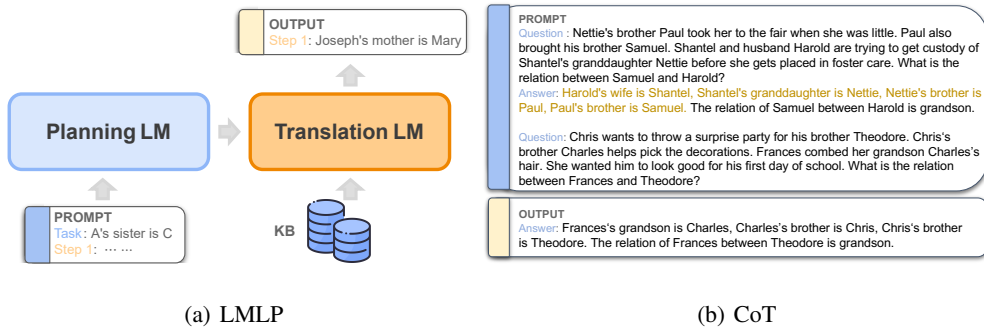 OUTPUT
Step 1: Joseph's mother is Mary
Planning LM
Translation LM
PROMPT
Task: A's sister is C
Step 1: ... ...
KB
(a) LMLP
PROMPT
Question : Nettie's brother Paul took her to the fair when she was little. Paul also
brought his brother Samuel. Shantel and husband Harold are trying to get custody of
Shantel's granddaughter Nettie before she gets placed in foster care. What is the
relation between Samuel and Harold?
Answer: Harold's wife is Shantel, Shantel's granddaughter is Nettie, Nettie's brother is
Paul, Paul's brother is Samuel. The relation of Samuel between Harold is grandson.
Question: Chris wants to throw a surprise party for his brother Theodore. Chris's
brother Charles helps pick the decorations. Frances combed her grandson Charles's
hair. She wanted him to look good for his first day of school. What is the relation
between Frances and Theodore?
OUTPUT
Answer: Frances's grandson is Charles, Charles's brother is Chris, Chris's brother
is Theodore. The relation of Frances between Theodore is grandson.
(b) CoT